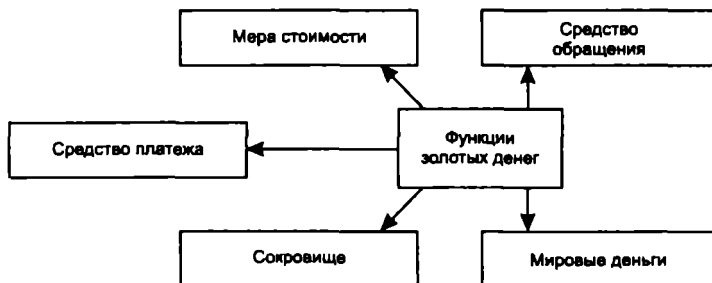 Мера стоимости
Средство
обращения
Средство платежа
Функции
золотых денег
Сокровище
Мировые деньги